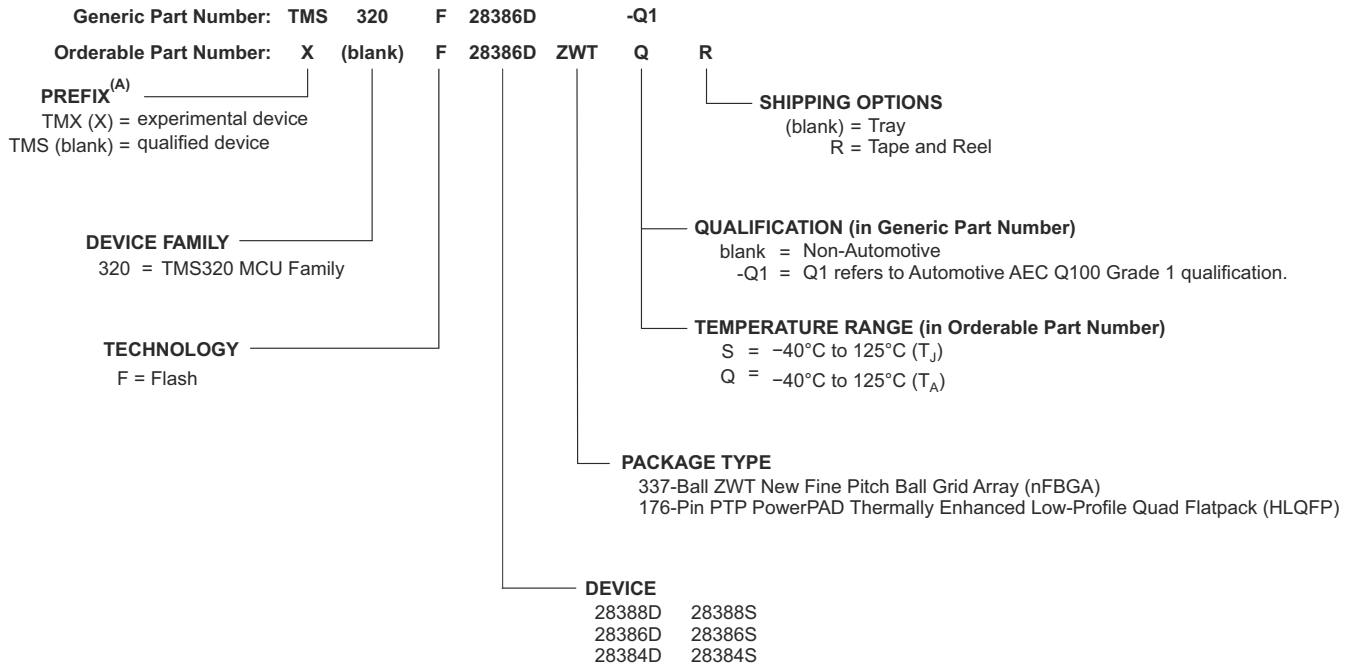 Generic Part Number: TMS 320 F 28386D -Q1
Orderable Part Number: X (blank) F 28386D ZWT Q R
PREFIX(A)
TMX (X) = experimental device
TMS (blank) = qualified device
SHIPPING OPTIONS
(blank) = Tray
R = Tape and Reel
DEVICE FAMILY
320 = TMS320 MCU Family
QUALIFICATION (in Generic Part Number)
blank = Non-Automotive
-Q1 = Q1 refers to Automotive AEC Q100 Grade 1 qualification.
TECHNOLOGY
F = Flash
TEMPERATURE RANGE (in Orderable Part Number)
S = −40°C to 125°C (TJ)
Q = −40°C to 125°C (TA)
PACKAGE TYPE
337-Ball ZWT New Fine Pitch Ball Grid Array (nFBGA)
176-Pin PTP PowerPAD Thermally Enhanced Low-Profile Quad Flatpack (HLQFP)
DEVICE
28388D 28388S
28386D 28386S
28384D 28384S